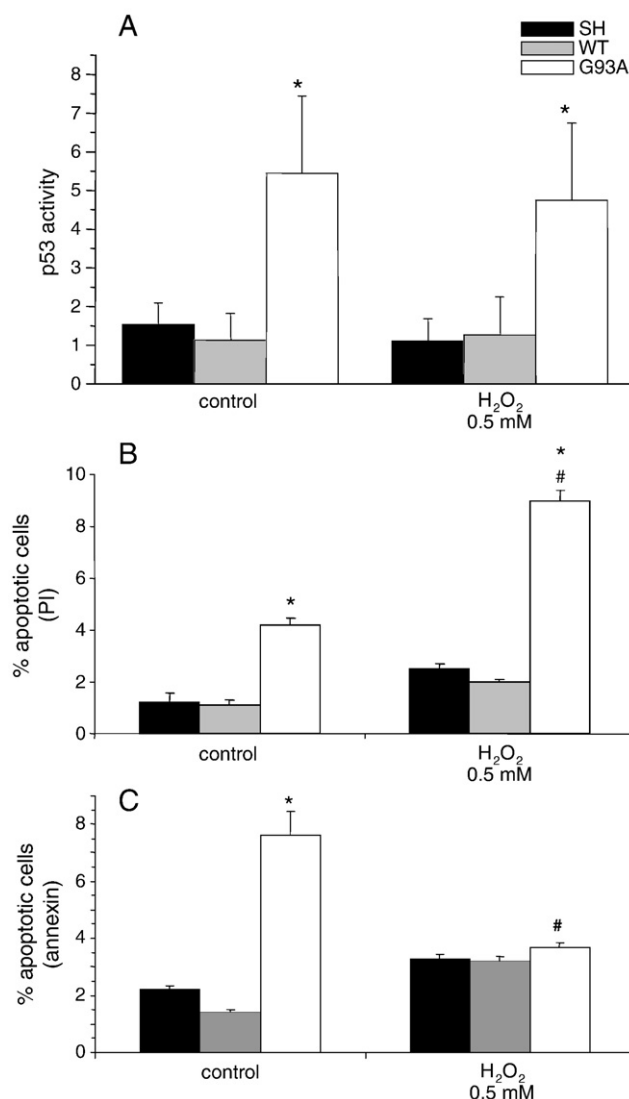 A
SH
WT
G93A
p53 activity
8
7
6
5
4
3
2
1
0
*
*
control
H₂O₂
0.5 mM
B
% apoptotic cells
(PI)
10
8
6
4
2
0
*
*
#
control
H₂O₂
0.5 mM
C
% apoptotic cells
(annexin)
8
6
4
2
0
*
#
control
H₂O₂
0.5 mM